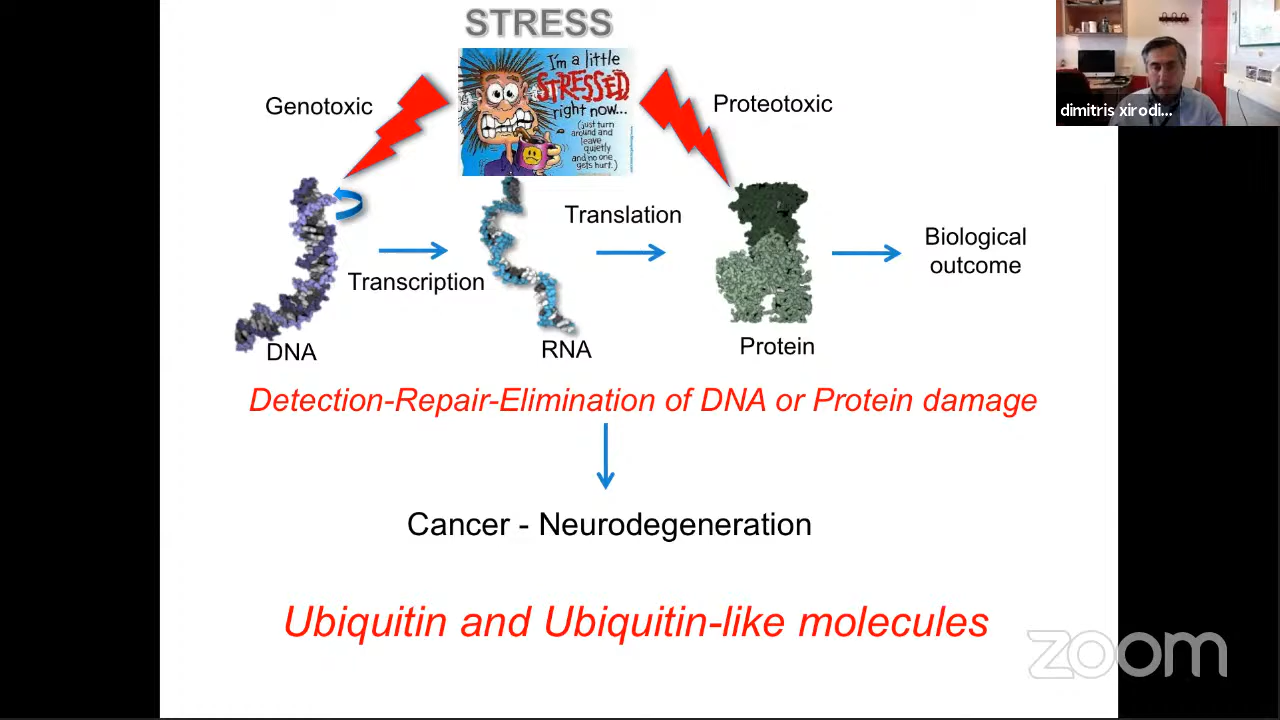 STRESS
I'm a little
STRESSED
right now...
(Just turn
around and
leave
quietly
and no one
gets hurt.)
Genotoxic
Proteotoxic
dimitris xirodi...
Translation
Transcription
Biological
outcome
DNA
RNA
Protein
Detection-Repair-Elimination of DNA or Protein damage
Cancer - Neurodegeneration
Ubiquitin and Ubiquitin-like molecules
zoom